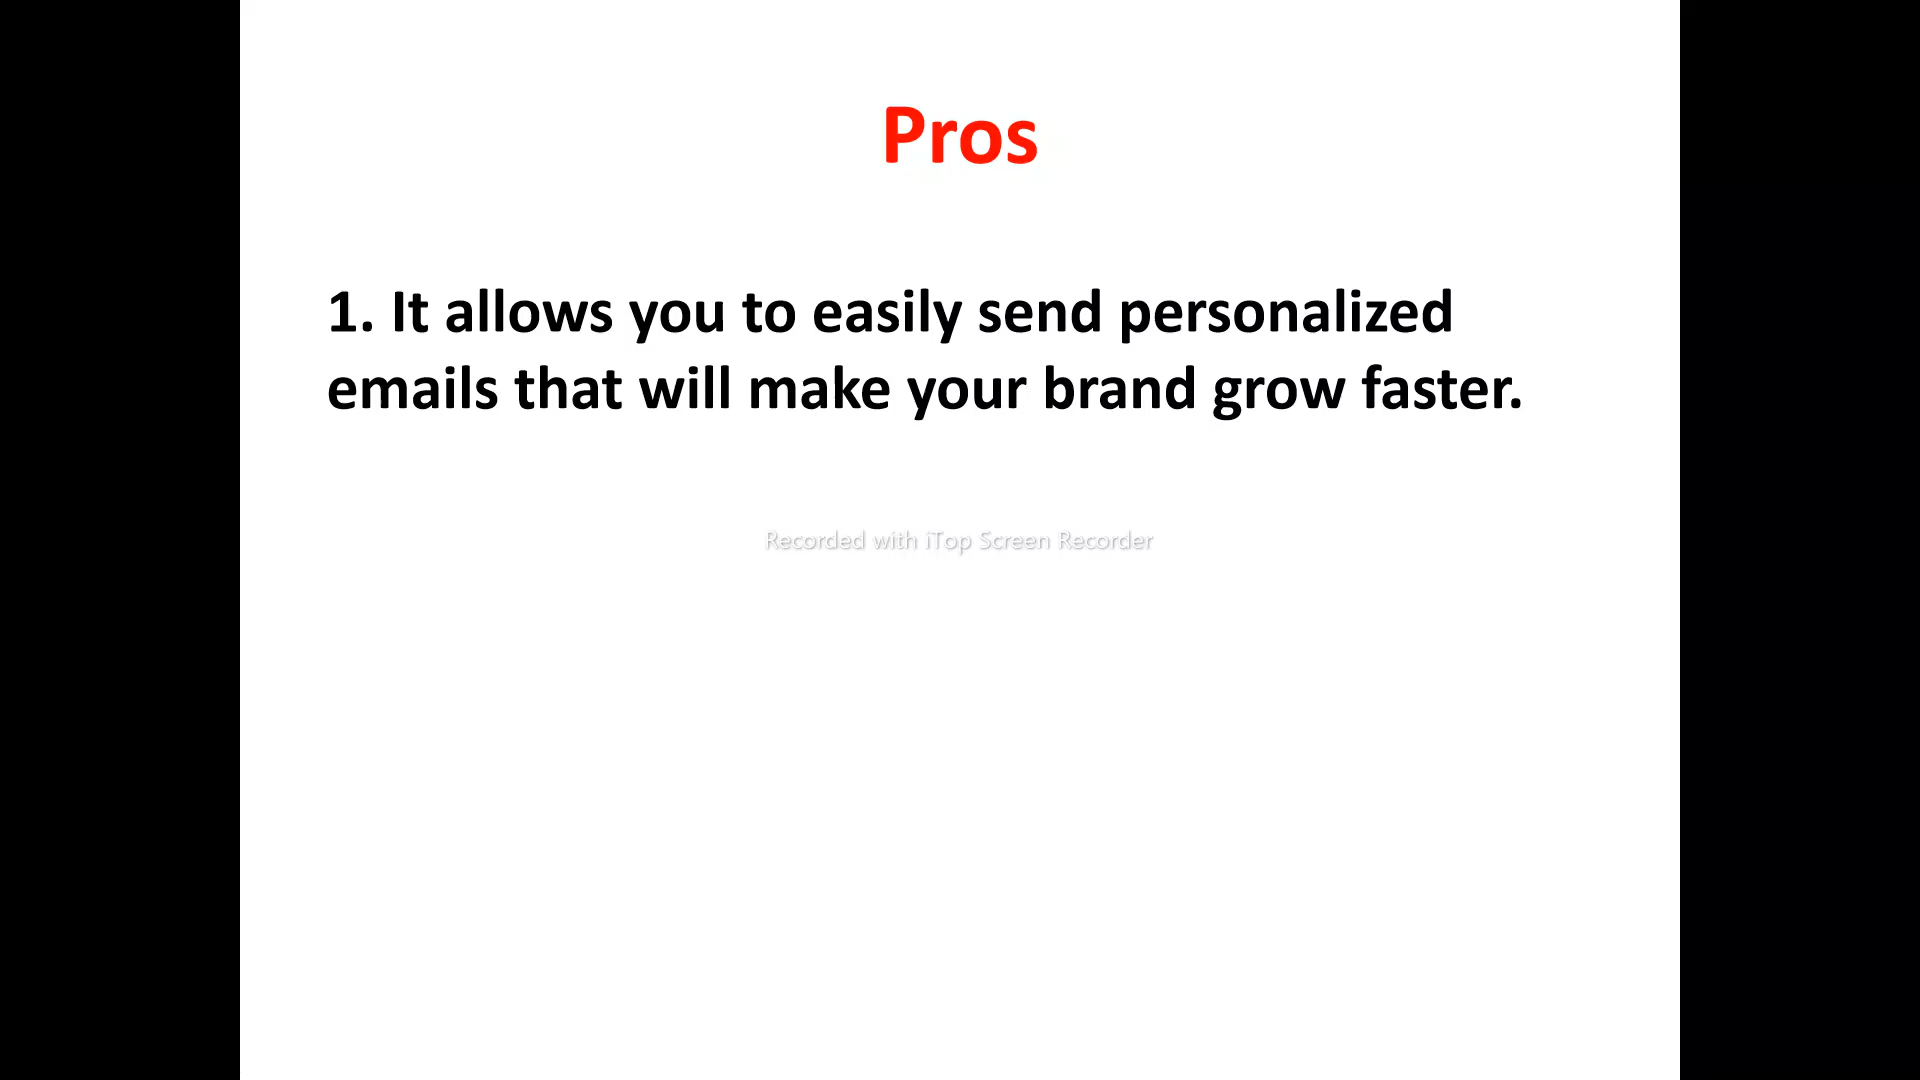 Pros
1. It allows you to easily send personalized
emails that will make your brand grow faster.
Recorded with iTop Screen Recorder